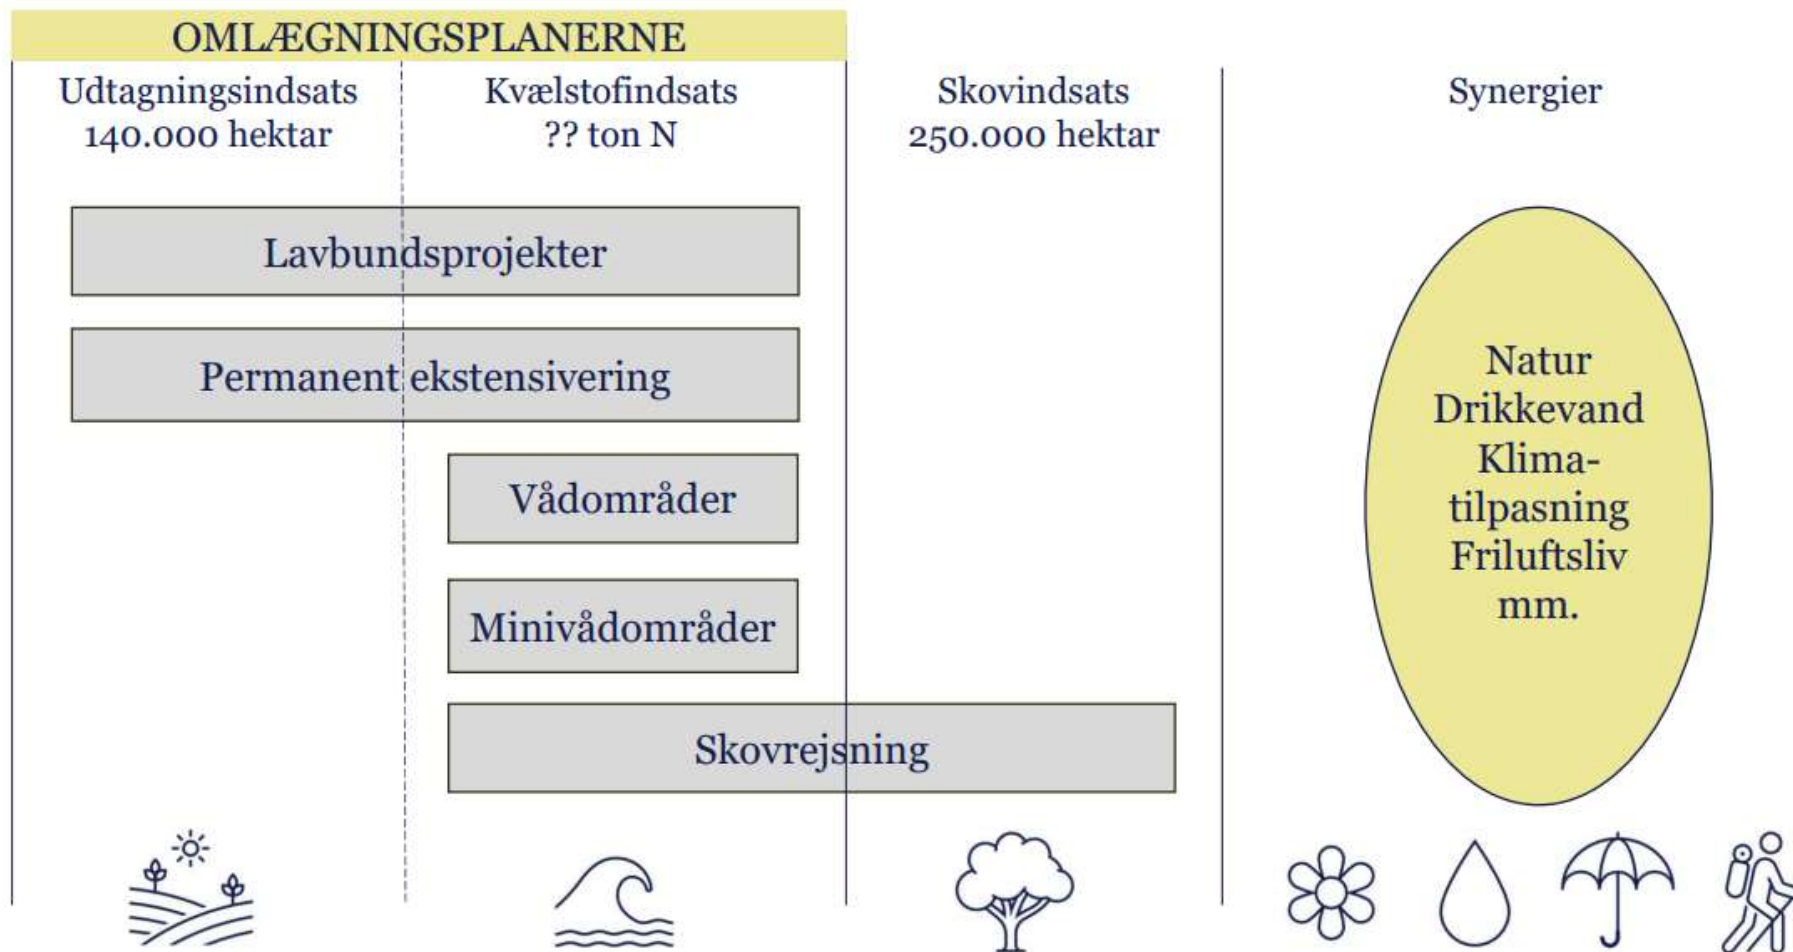 OMLÆGNINGSPLANERNE
Udtagningsindsats
140.000 hektar
Kvælstofindsats
?? ton N
Skovindsats
250.000 hektar
Synergier
Lavbundsprojekter
Permanent ekstensivering
Vådområder
Minivådområder
Skovrejsning
Natur
Drikkevand
Klima-
tilpasning
Friluftsliv
mm.